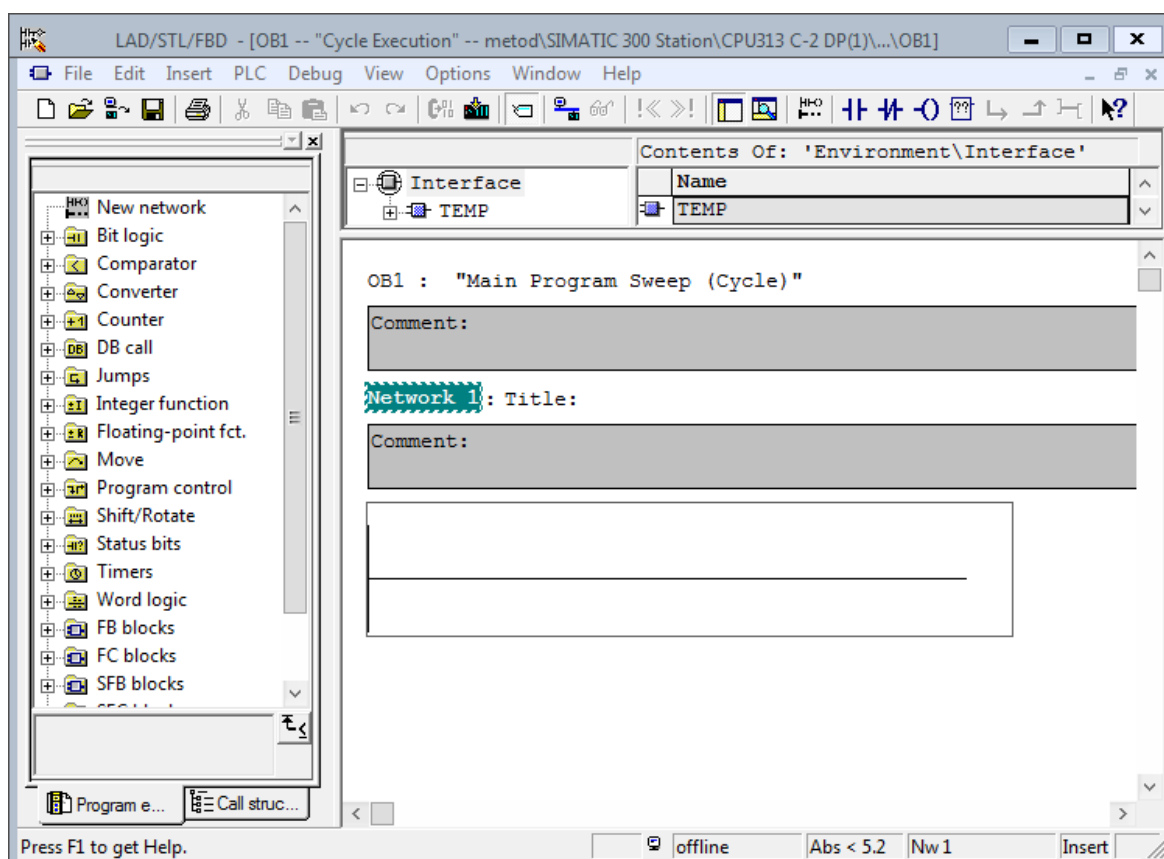 LAD/STL/FBD - [OB1 -- "Cycle Execution" -- metod\SIMATIC 300 Station\CPU313 C-2 DP(1)\...\OB1]
File Edit Insert PLC Debug View Options Window Help
Contents Of: 'Environment\Interface'
Interface
TEMP
Name
TEMP
New network
Bit logic
Comparator
Converter
Counter
DB call
Jumps
Integer function
Floating-point fct.
Move
Program control
Shift/Rotate
Status bits
Timers
Word logic
FB blocks
FC blocks
SFB blocks
Program e...
Call struc...
OB1 : "Main Program Sweep (Cycle)"
Comment:
Network 1: Title:
Comment:
Press F1 to get Help.
offline
Abs < 5.2
Nw 1
Insert